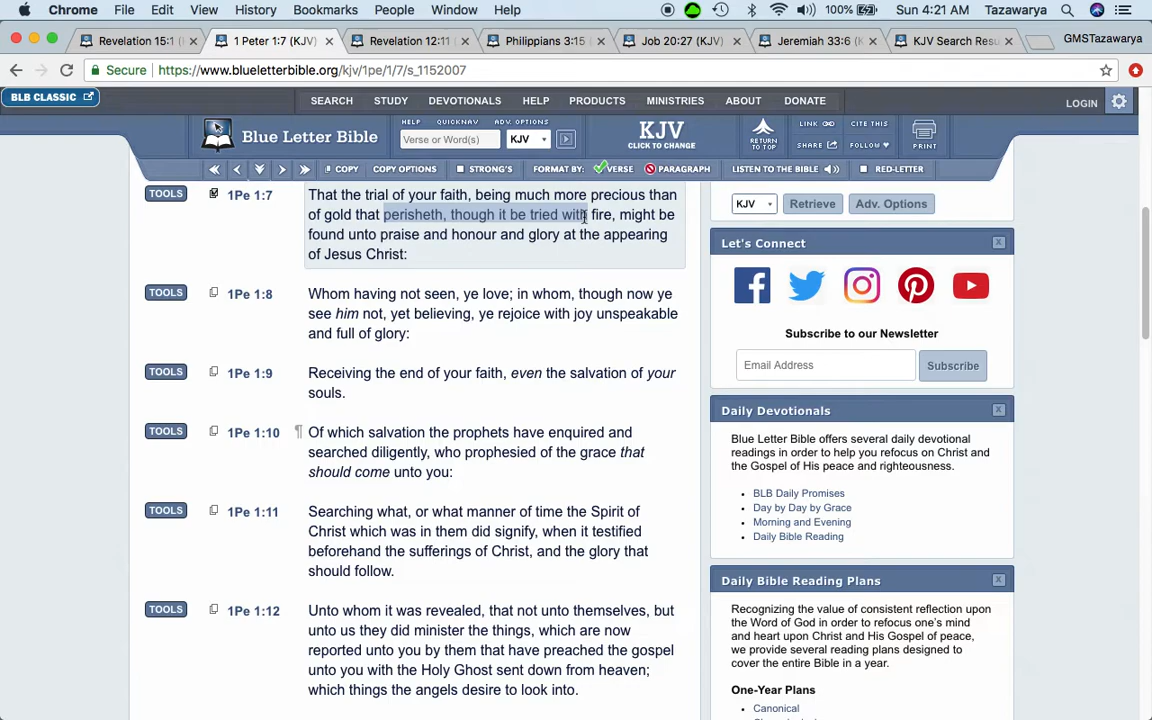 Chrome File Edit View History Bookmarks People Window Help 100% Sun 4:21 AM Tazawarya
Revelation 15:1 (KJV) 1 Peter 1:7 (KJV) Revelation 12:11 Philippians 3:15 Job 20:27 (KJV) Jeremiah 33:6 (KJV) KJV Search Resu GMSTazawarya
Secure https://www.blueletterbible.org/kjv/1pe/1/7/s_1152007
BLB CLASSIC SEARCH STUDY DEVOTIONALS HELP PRODUCTS MINISTRIES ABOUT DONATE LOGIN
HELP QUICKNAV ADV. OPTIONS
Blue Letter Bible Verse or Word(s) KJV
KJV
CLICK TO CHANGE
RETURN
TO TOP
LINK CITE THIS
SHARE FOLLOW PRINT
COPY COPY OPTIONS STRONG'S FORMAT BY: VERSE PARAGRAPH LISTEN TO THE BIBLE RED-LETTER
TOOLS 1Pe 1:7 That the trial of your faith, being much more precious than
of gold that perisheth, though it be tried with fire, might be
found unto praise and honour and glory at the appearing
of Jesus Christ:
TOOLS 1Pe 1:8 Whom having not seen, ye love; in whom, though now ye
see him not, yet believing, ye rejoice with joy unspeakable
and full of glory:
TOOLS 1Pe 1:9 Receiving the end of your faith, even the salvation of your
souls.
TOOLS 1Pe 1:10 ¶ Of which salvation the prophets have enquired and
searched diligently, who prophesied of the grace that
should come unto you:
TOOLS 1Pe 1:11 Searching what, or what manner of time the Spirit of
Christ which was in them did signify, when it testified
beforehand the sufferings of Christ, and the glory that
should follow.
TOOLS 1Pe 1:12 Unto whom it was revealed, that not unto themselves, but
unto us they did minister the things, which are now
reported unto you by them that have preached the gospel
unto you with the Holy Ghost sent down from heaven;
which things the angels desire to look into.
KJV Retrieve Adv. Options
Let's Connect
Subscribe to our Newsletter
Email Address Subscribe
Daily Devotionals
Blue Letter Bible offers several daily devotional
readings in order to help you refocus on Christ and
the Gospel of His peace and righteousness.
BLB Daily Promises
Day by Day by Grace
Morning and Evening
Daily Bible Reading
Daily Bible Reading Plans
Recognizing the value of consistent reflection upon
the Word of God in order to refocus one's mind
and heart upon Christ and His Gospel of peace,
we provide several reading plans designed to
cover the entire Bible in a year.
One-Year Plans
Canonical